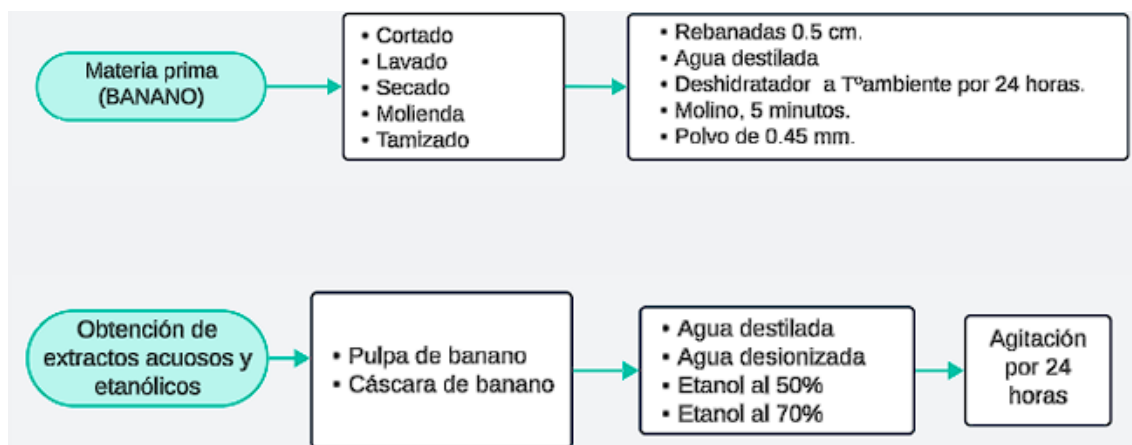 Materia prima
(BANANO)
▪ Cortado
▪ Lavado
▪ Secado
▪ Molienda
▪ Tamizado
▪ Rebanadas 0.5 cm.
▪ Agua destilada
▪ Deshidratador a Tºambiente por 24 horas.
▪ Molino, 5 minutos.
▪ Polvo de 0.45 mm.
Obtención de
extractos acuosos y
etanólicos
▪ Pulpa de banano
▪ Cáscara de banano
▪ Agua destilada
▪ Agua desionizada
▪ Etanol al 50%
▪ Etanol al 70%
Agitación
por 24
horas